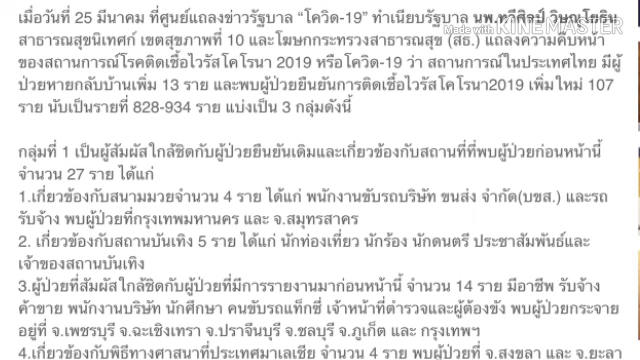 เมื่อวันที่ 25 มีนาคม ที่ศูนย์แถลงข่าวรัฐบาล “โควิด-19” ทำเนียบรัฐบาล นพ.ทวีศิลป์ วิษณุโยธิน
สาธารณสุขนิเทศก์ เขตสุขภาพที่ 10 และโฆษกกระทรวงสาธารณสุข (สธ.) แถลงความคืบหน้า
ของสถานการณ์โรคติดเชื้อไวรัสโคโรนา 2019 หรือโควิด-19 ว่า สถานการณ์ในประเทศไทย มีผู้
ป่วยหายกลับบ้านเพิ่ม 13 ราย และพบผู้ป่วยยืนยันการติดเชื้อไวรัสโคโรนา2019 เพิ่มใหม่ 107
ราย นับเป็นรายที่ 828-934 ราย แบ่งเป็น 3 กลุ่มดังนี้
กลุ่มที่ 1 เป็นผู้สัมผัสใกล้ชิดกับผู้ป่วยยืนยันเดิมและเกี่ยวข้องกับสถานที่ที่พบผู้ป่วยก่อนหน้านี้
จำนวน 27 ราย ได้แก่
1.เกี่ยวข้องกับสนามมวยจำนวน 4 ราย ได้แก่ พนักงานขับรถบริษัท ขนส่ง จำกัด(บขส.) และรถ
รับจ้าง พบผู้ป่วยที่กรุงเทพมหานคร และ จ.สมุทรสาคร
2. เกี่ยวข้องกับสถานบันเทิง 5 ราย ได้แก่ นักท่องเที่ยว นักร้อง นักดนตรี ประชาสัมพันธ์และ
เจ้าของสถานบันเทิง
3.ผู้ป่วยที่สัมผัสใกล้ชิดกับผู้ป่วยที่มีการรายงานมาก่อนหน้านี้ จำนวน 14 ราย มีอาชีพ รับจ้าง
ค้าขาย พนักงานบริษัท นักศึกษา คนขับรถแท็กซี่ เจ้าหน้าที่ตำรวจและผู้ต้องขัง พบผู้ป่วยกระจาย
อยู่ที่ จ.เพชรบุรี จ.ฉะเชิงเทรา จ.ปราจีนบุรี จ.ชลบุรี จ.ภูเก็ต และ กรุงเทพฯ
4.เกี่ยวข้องกับพิธีทางศาสนาที่ประเทศมาเลเซีย จำนวน 4 ราย พบผู้ป่วยที่ จ.สงขลา และ จ.ยะลา
Made with KINEMASTER